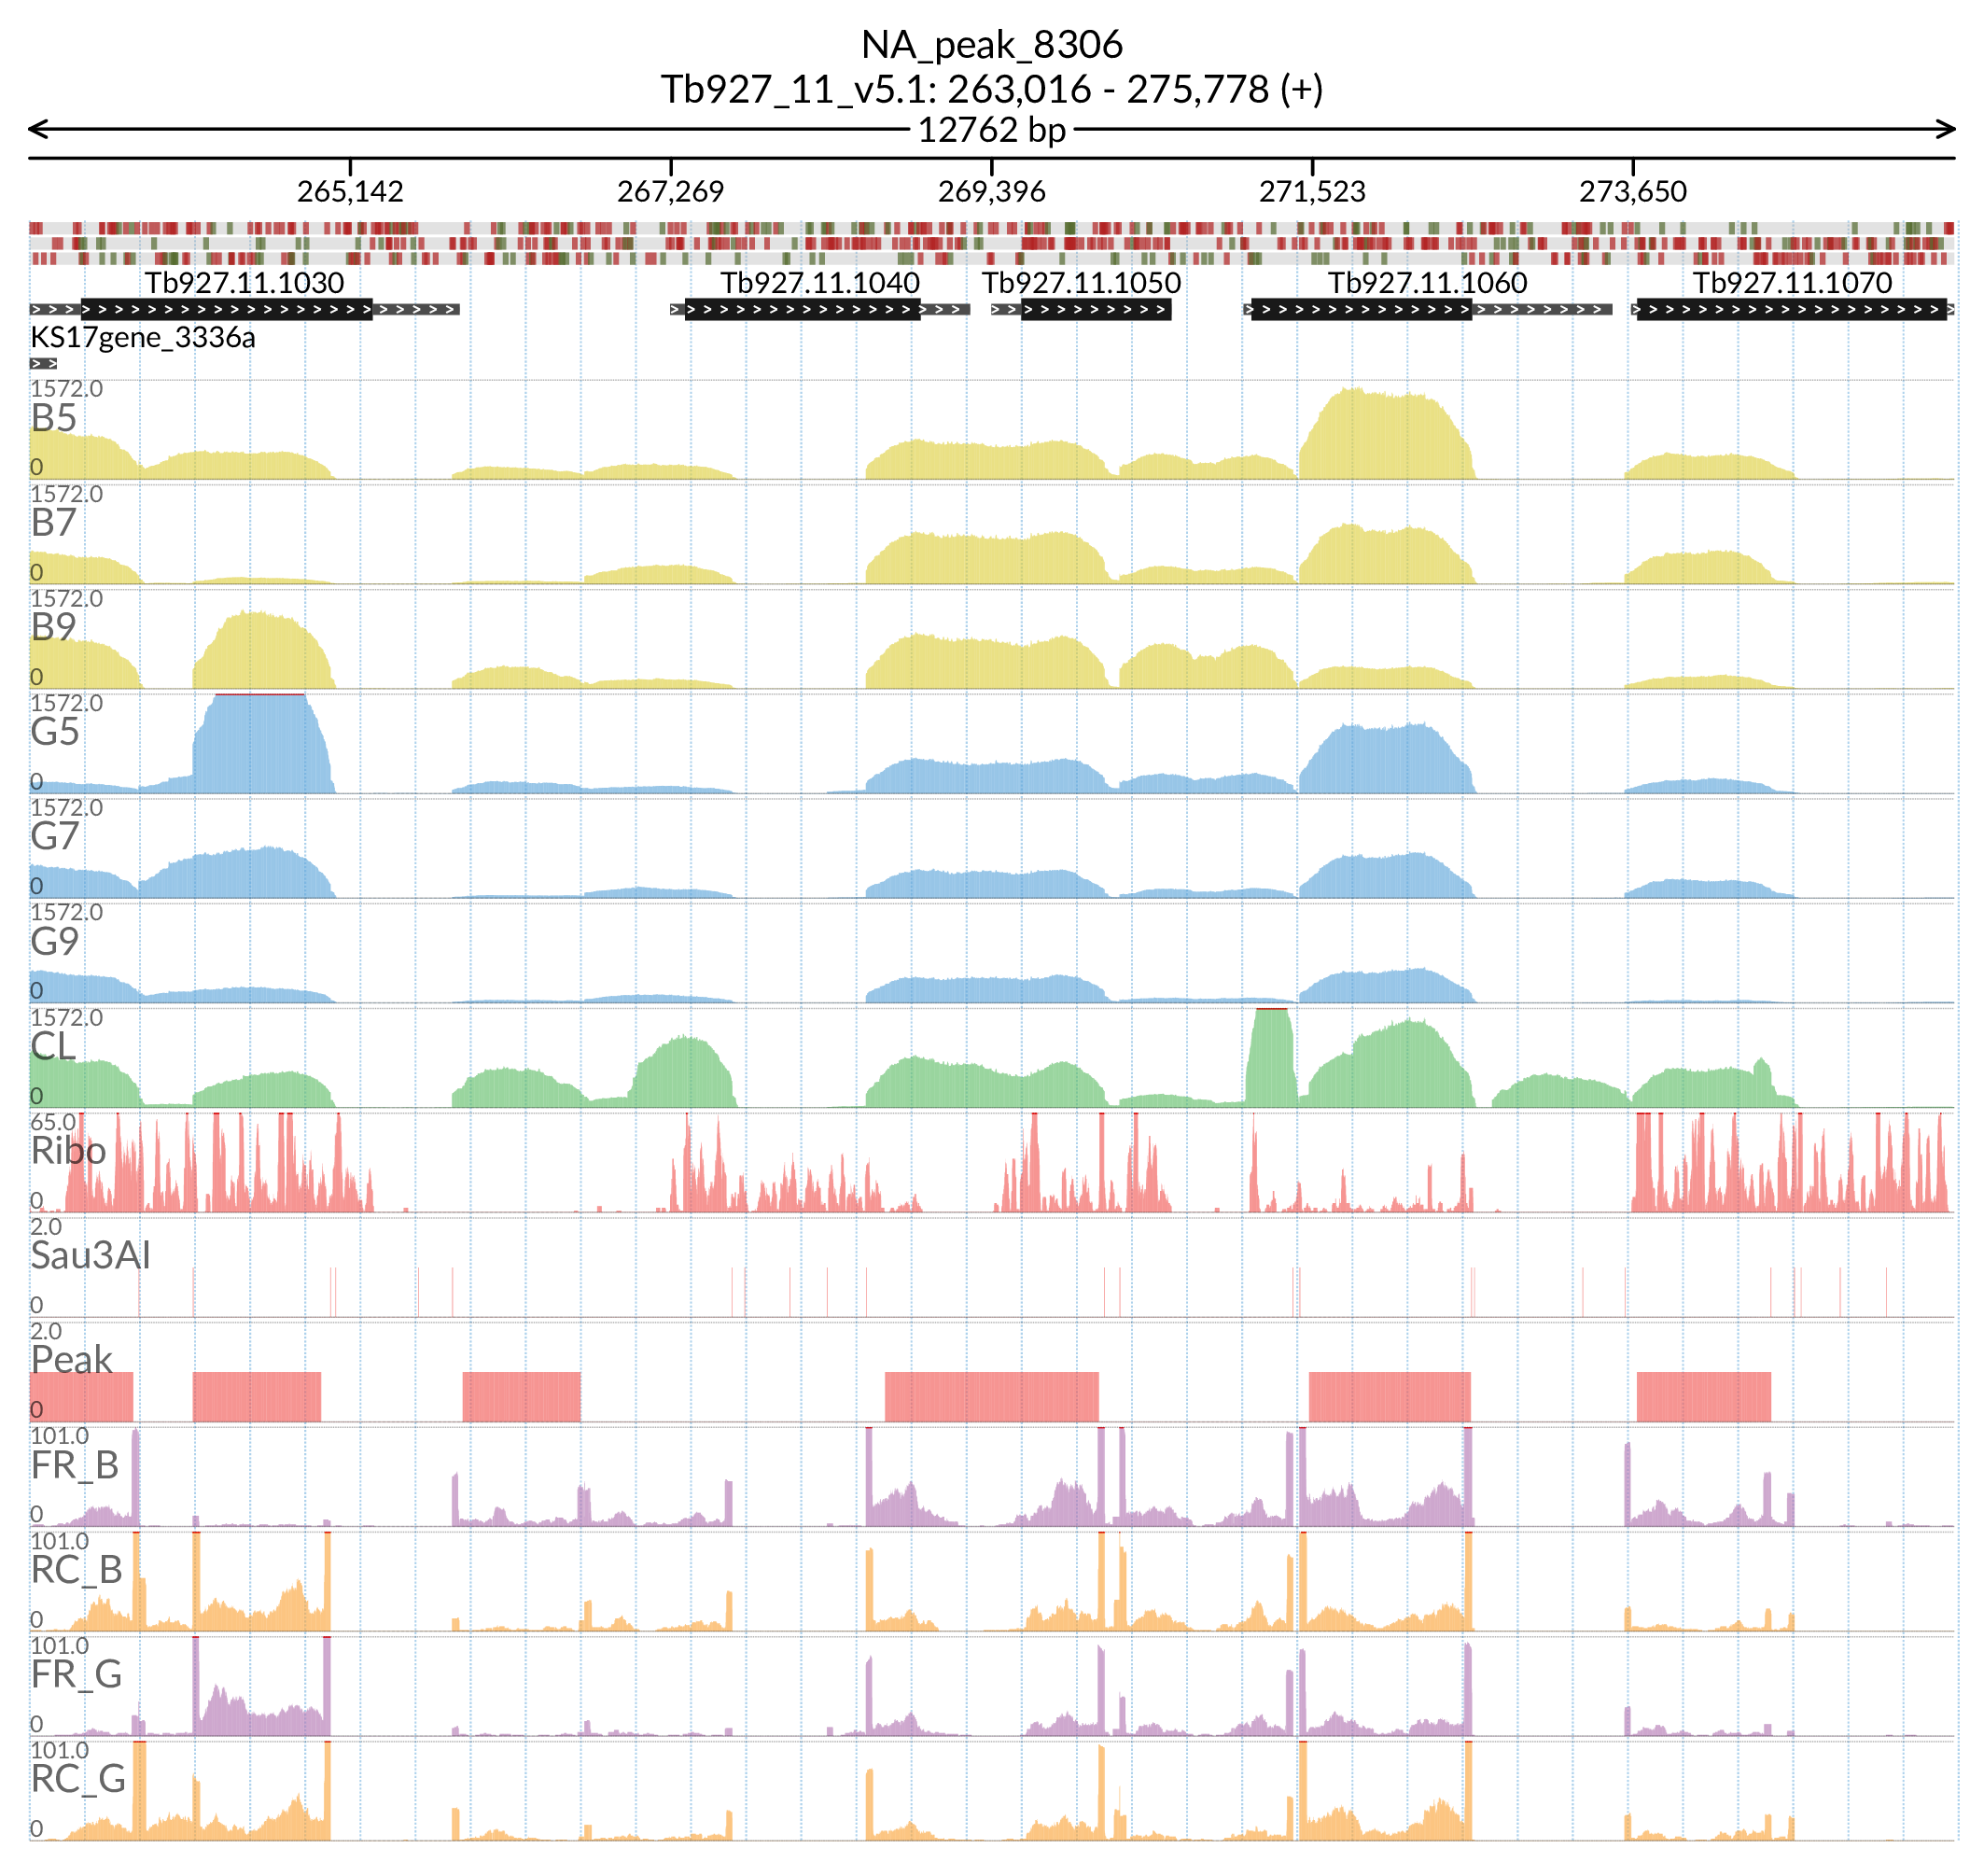 NA_peak_8306
Tb927_11_v5.1: 263,016 - 275,778 (+)
12762 bp
265,142 267,269 269,396 271,523 273,650
Tb927.11.1030 Tb927.11.1040 Tb927.11.1050 Tb927.11.1060 Tb927.11.1070
KS17gene_3336a
1572.0
B5
0
1572.0
B7
0
1572.0
B9
0
1572.0
G5
0
1572.0
G7
0
1572.0
G9
0
1572.0
CL
0
65.0
Ribo
0
2.0
Sau3AI
0
2.0
Peak
0
101.0
FR_B
0
101.0
RC_B
0
101.0
FR_G
0
101.0
RC_G
0